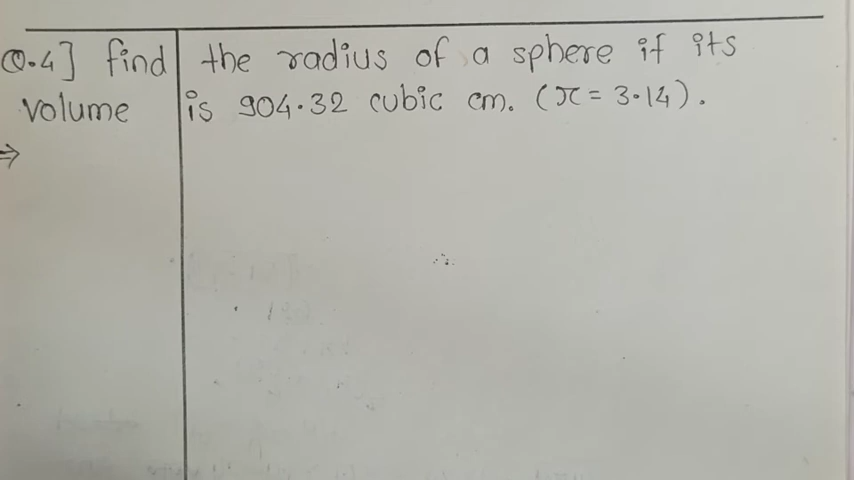 Q.4] find the radius of a sphere if its
volume is 904.32 cubic cm. (π = 3.14).
⇒